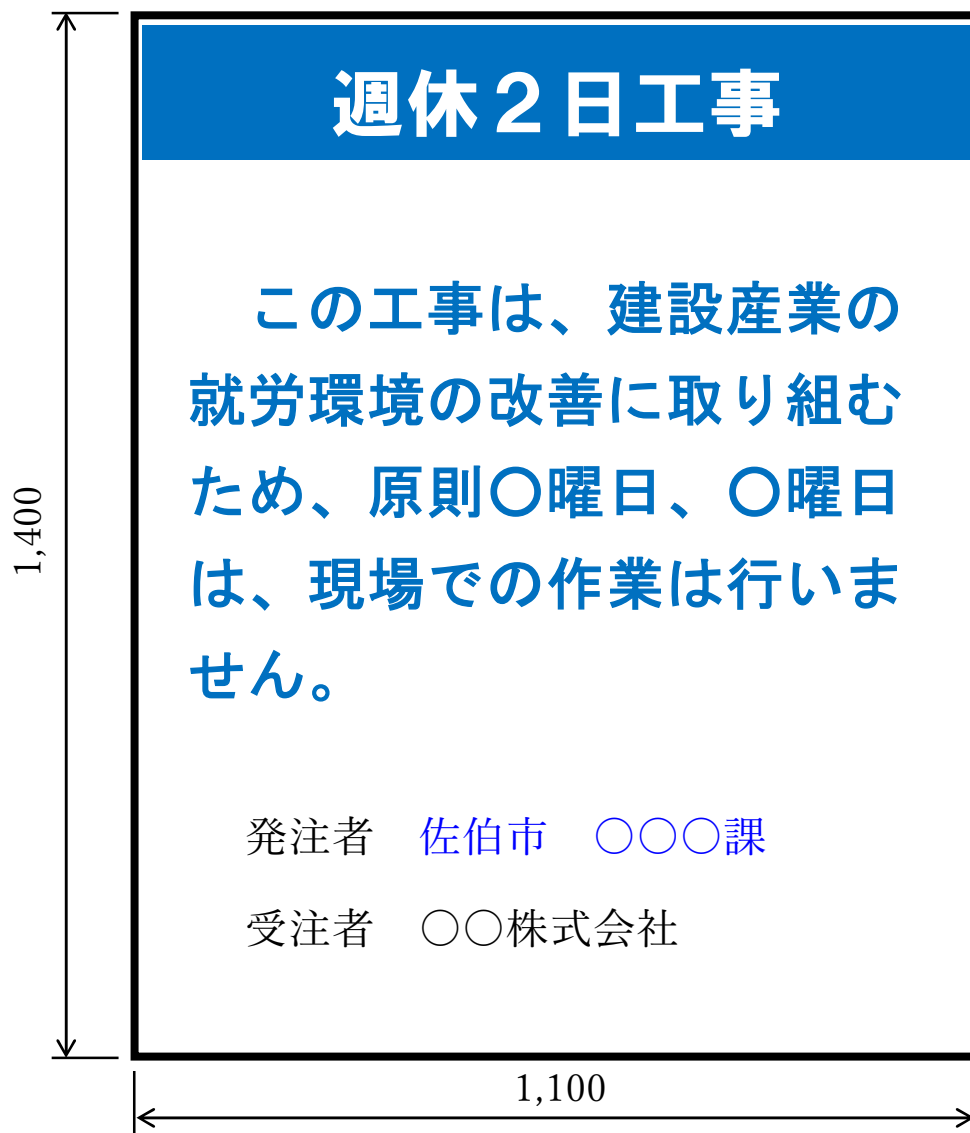 週休２日工事
この工事は、建設産業の
就労環境の改善に取り組む
ため、原則〇曜日、〇曜日
は、現場での作業は行いま
せん。
発注者　佐伯市　○○○課
受注者　○○株式会社
1,400
1,100